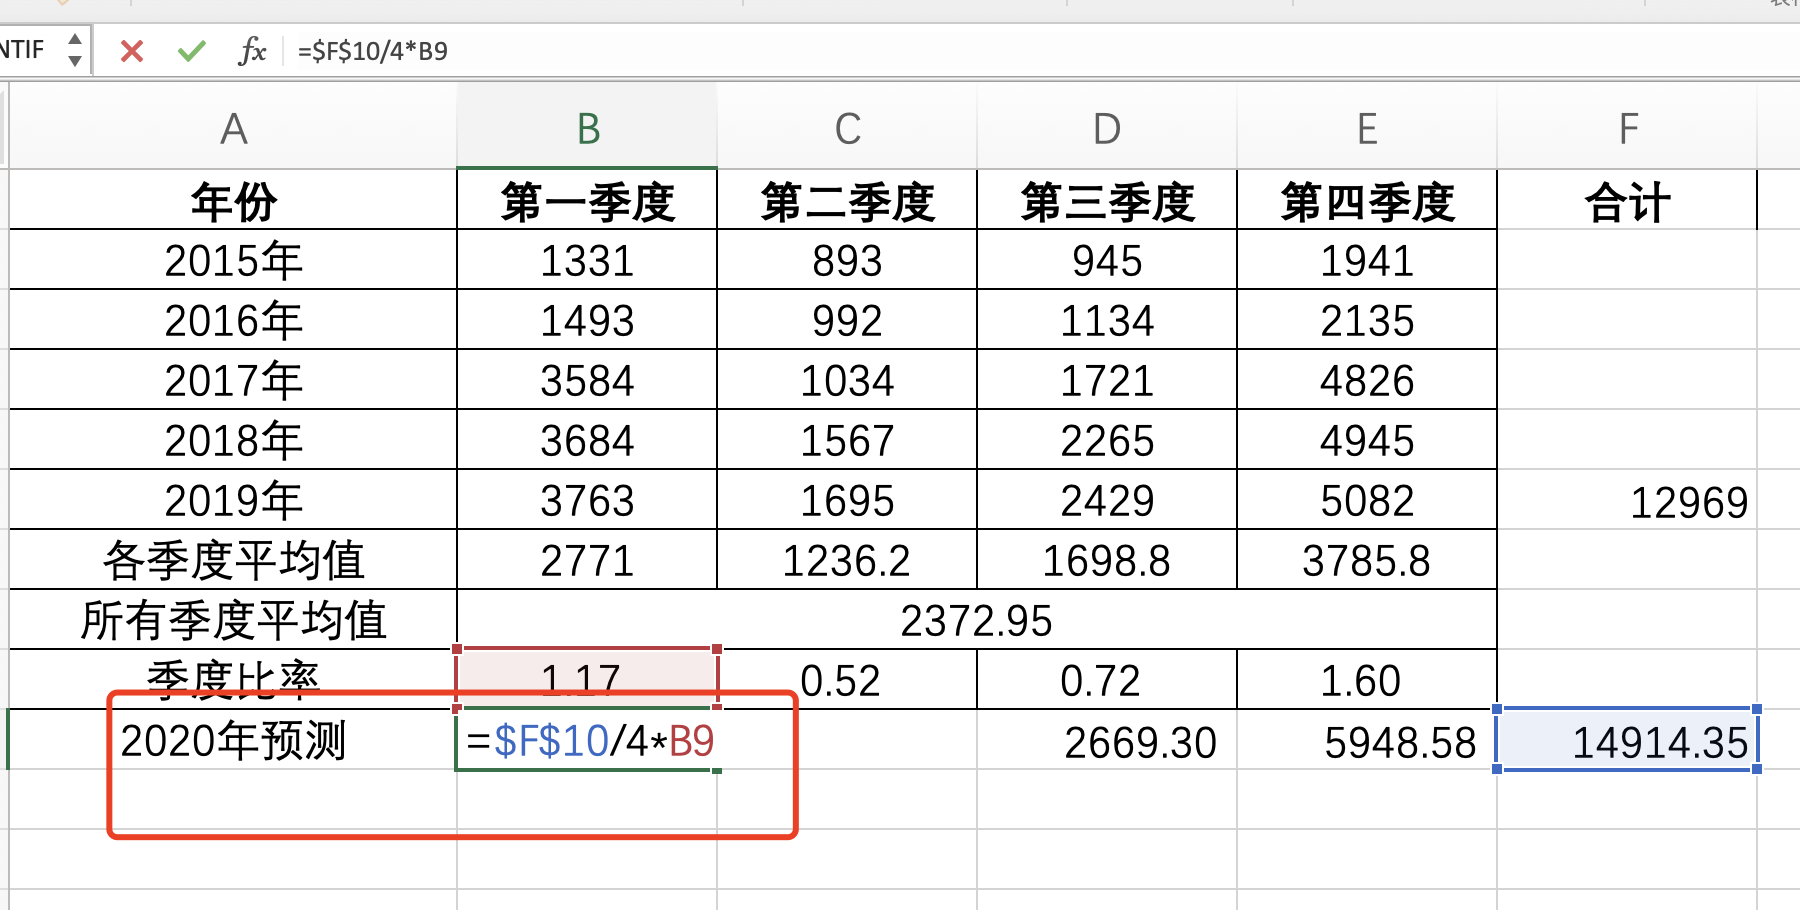 NTIF fx =$F$10/4*B9
A B C D E F
年份 第一季度 第二季度 第三季度 第四季度 合计
2015年 1331 893 945 1941
2016年 1493 992 1134 2135
2017年 3584 1034 1721 4826
2018年 3684 1567 2265 4945
2019年 3763 1695 2429 5082 12969
各季度平均值 2771 1236.2 1698.8 3785.8
所有季度平均值 2372.95
季度比率 1.17 0.52 0.72 1.60
2020年预测 =$F$10/4*B9 2669.30 5948.58 14914.35